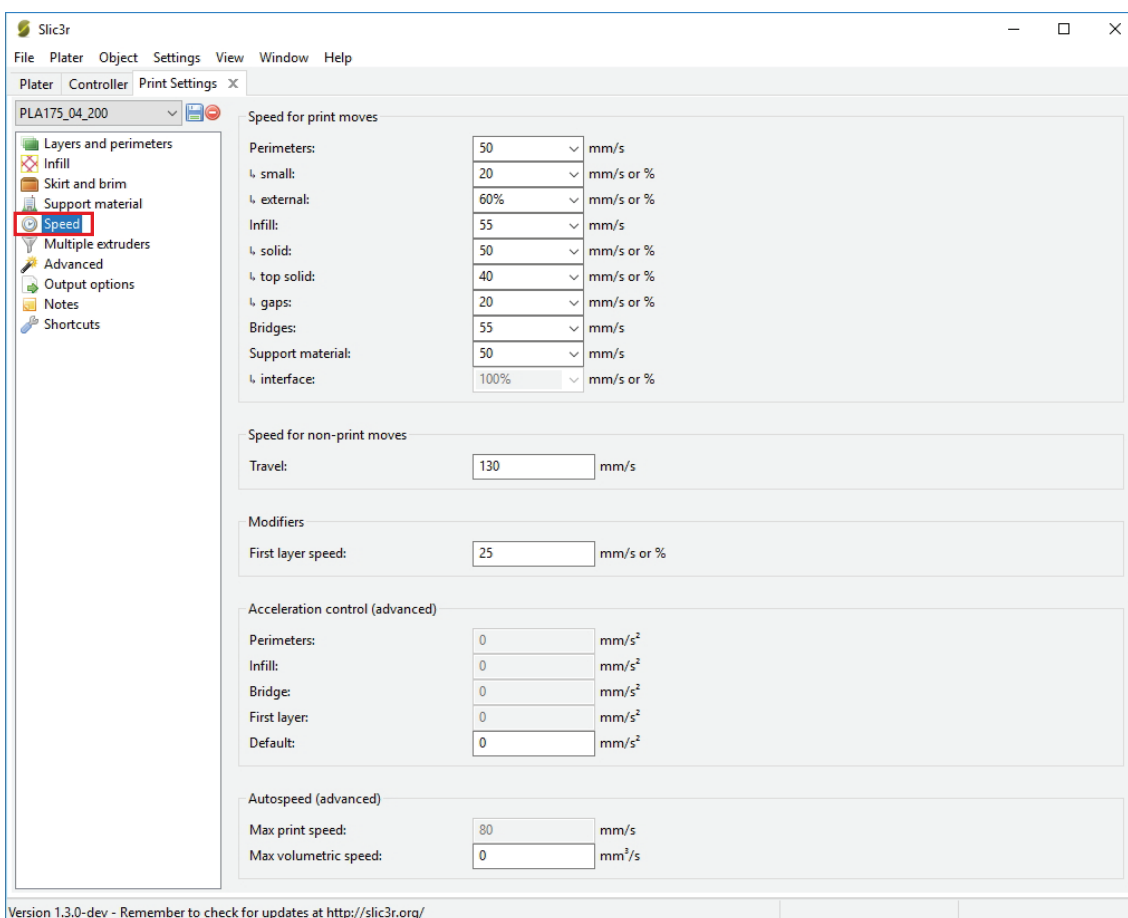 Slic3r
File Plater Object Settings View Window Help
Plater Controller Print Settings
PLA175_04_200
Layers and perimeters
Infill
Skirt and brim
Support material
Speed
Multiple extruders
Advanced
Output options
Notes
Shortcuts
Speed for print moves
Perimeters: 50 mm/s
↳ small: 20 mm/s or %
↳ external: 60% mm/s or %
Infill: 55 mm/s
↳ solid: 50 mm/s or %
↳ top solid: 40 mm/s or %
↳ gaps: 20 mm/s or %
Bridges: 55 mm/s
Support material: 50 mm/s
↳ interface: 100% mm/s or %
Speed for non-print moves
Travel: 130 mm/s
Modifiers
First layer speed: 25 mm/s or %
Acceleration control (advanced)
Perimeters: 0 mm/s²
Infill: 0 mm/s²
Bridge: 0 mm/s²
First layer: 0 mm/s²
Default: 0 mm/s²
Autospeed (advanced)
Max print speed: 80 mm/s
Max volumetric speed: 0 mm³/s
Version 1.3.0-dev - Remember to check for updates at http://slic3r.org/